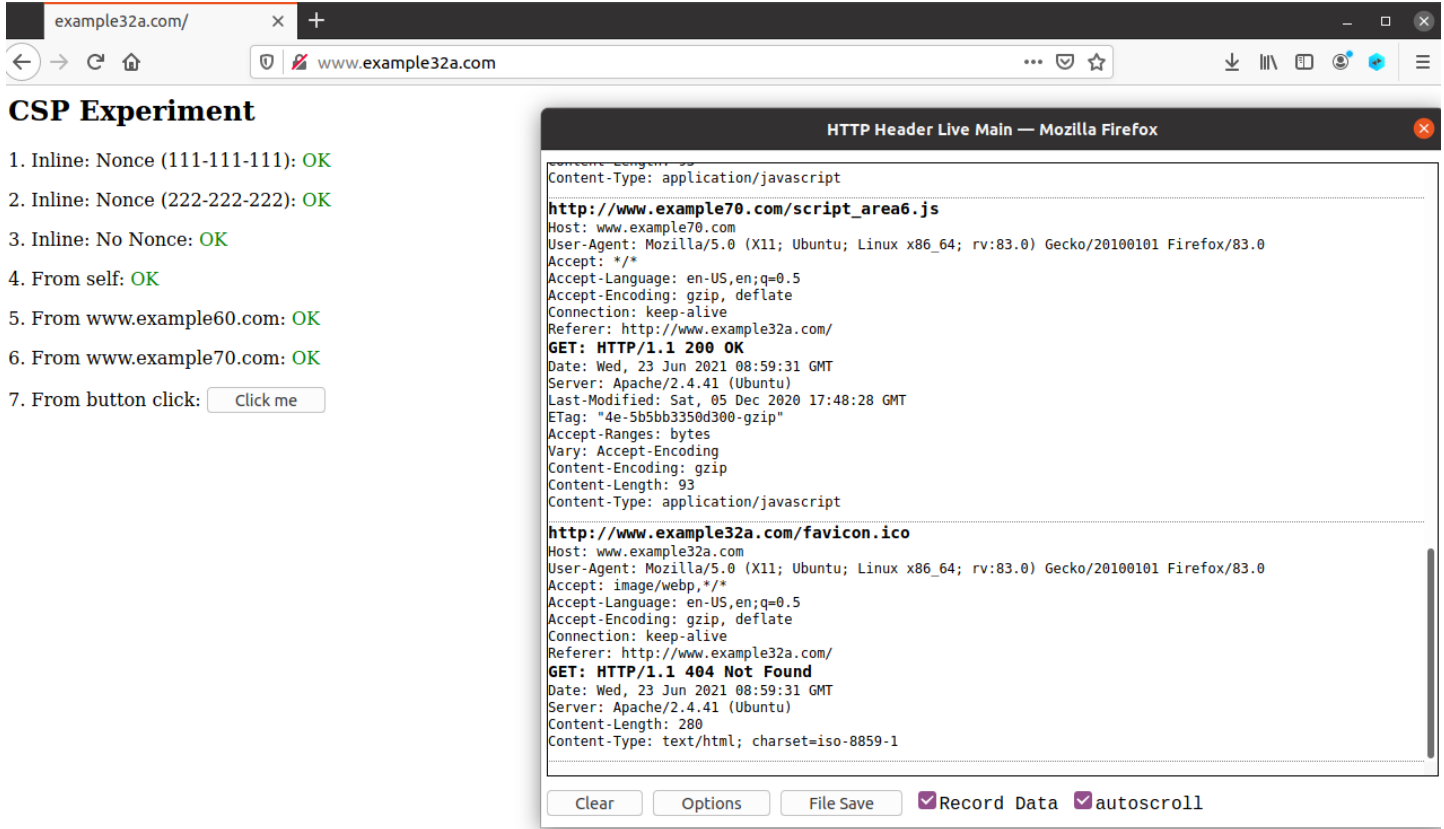 example32a.com/
www.example32a.com
CSP Experiment
1. Inline: Nonce (111-111-111): OK
2. Inline: Nonce (222-222-222): OK
3. Inline: No Nonce: OK
4. From self: OK
5. From www.example60.com: OK
6. From www.example70.com: OK
7. From button click: Click me
HTTP Header Live Main — Mozilla Firefox
Content-Length: 93
Content-Type: application/javascript
http://www.example70.com/script_area6.js
Host: www.example70.com
User-Agent: Mozilla/5.0 (X11; Ubuntu; Linux x86_64; rv:83.0) Gecko/20100101 Firefox/83.0
Accept: */*
Accept-Language: en-US,en;q=0.5
Accept-Encoding: gzip, deflate
Connection: keep-alive
Referer: http://www.example32a.com/
GET: HTTP/1.1 200 OK
Date: Wed, 23 Jun 2021 08:59:31 GMT
Server: Apache/2.4.41 (Ubuntu)
Last-Modified: Sat, 05 Dec 2020 17:48:28 GMT
ETag: "4e-5b5bb3350d300-gzip"
Accept-Ranges: bytes
Vary: Accept-Encoding
Content-Encoding: gzip
Content-Length: 93
Content-Type: application/javascript
http://www.example32a.com/favicon.ico
Host: www.example32a.com
User-Agent: Mozilla/5.0 (X11; Ubuntu; Linux x86_64; rv:83.0) Gecko/20100101 Firefox/83.0
Accept: image/webp,*/*
Accept-Language: en-US,en;q=0.5
Accept-Encoding: gzip, deflate
Connection: keep-alive
Referer: http://www.example32a.com/
GET: HTTP/1.1 404 Not Found
Date: Wed, 23 Jun 2021 08:59:31 GMT
Server: Apache/2.4.41 (Ubuntu)
Content-Length: 280
Content-Type: text/html; charset=iso-8859-1
Clear Options File Save Record Data autoscroll